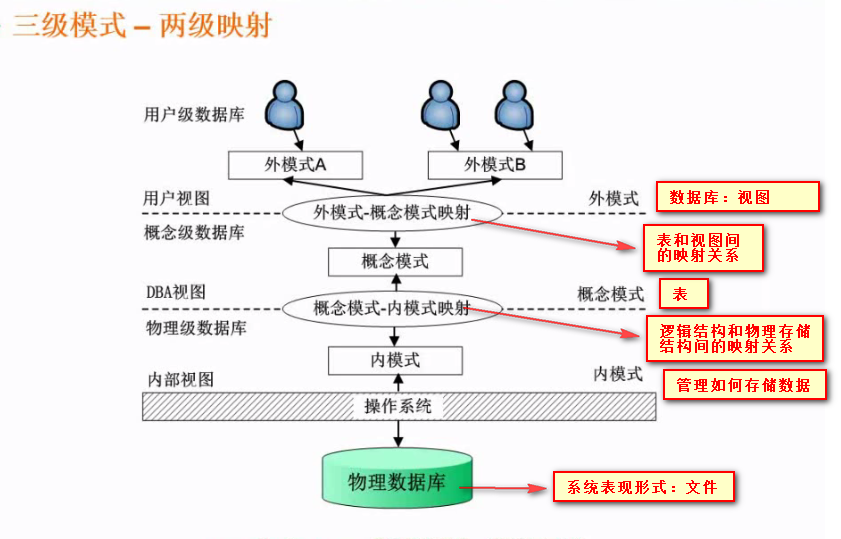 三级模式 – 两级映射
用户级数据库
外模式A
外模式B
用户视图
外模式
数据库：视图
外模式-概念模式映射
概念级数据库
表和视图间
的映射关系
概念模式
DBA视图
概念模式
表
概念模式-内模式映射
物理级数据库
逻辑结构和物理存储
结构间的映射关系
内模式
内部视图
内模式
管理如何存储数据
操作系统
物理数据库
系统表现形式：文件